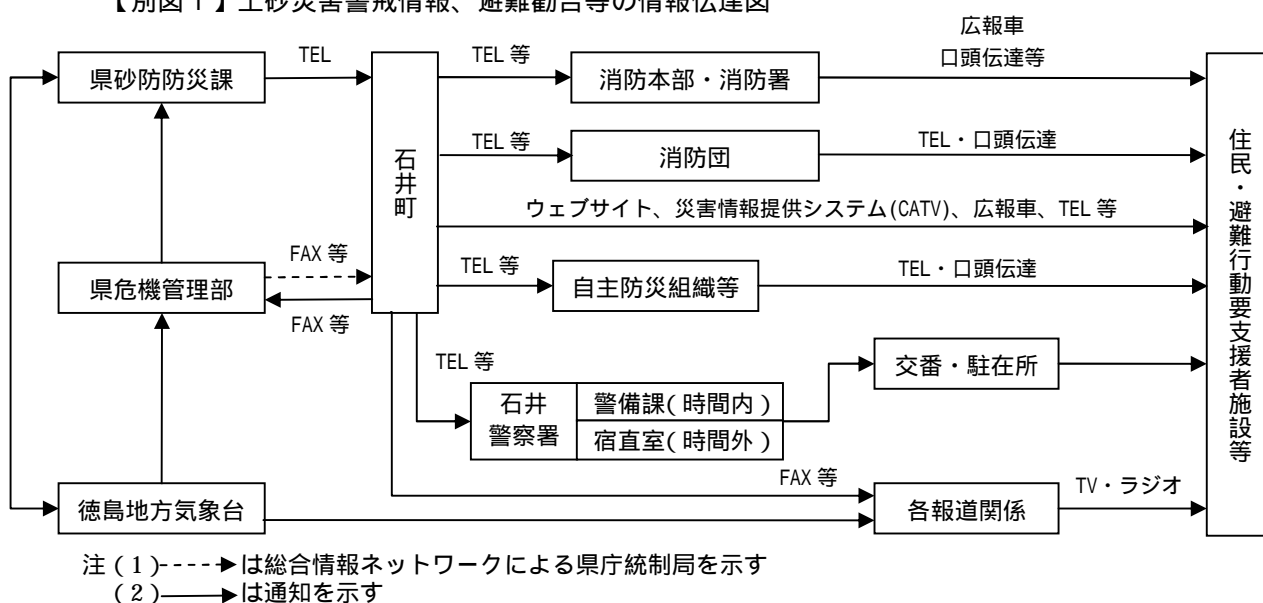 【別図1】土砂災害警戒情報、避難勧告等の情報伝達図
広報車
口頭伝達等
県砂防防災課
TEL
石井町
TEL 等
消防本部・消防署
TEL 等
消防団
TEL・口頭伝達
ウェブサイト、災害情報提供システム(CATV)、広報車、TEL 等
県危機管理部
FAX 等
FAX 等
TEL 等
自主防災組織等
TEL・口頭伝達
住民・避難行動要支援者施設等
TEL 等
石井
警察署
警備課(時間内)
宿直室(時間外)
交番・駐在所
徳島地方気象台
FAX 等
各報道関係
TV・ラジオ
注(1)-----▶は総合情報ネットワークによる県庁統制局を示す
(2)――▶は通知を示す